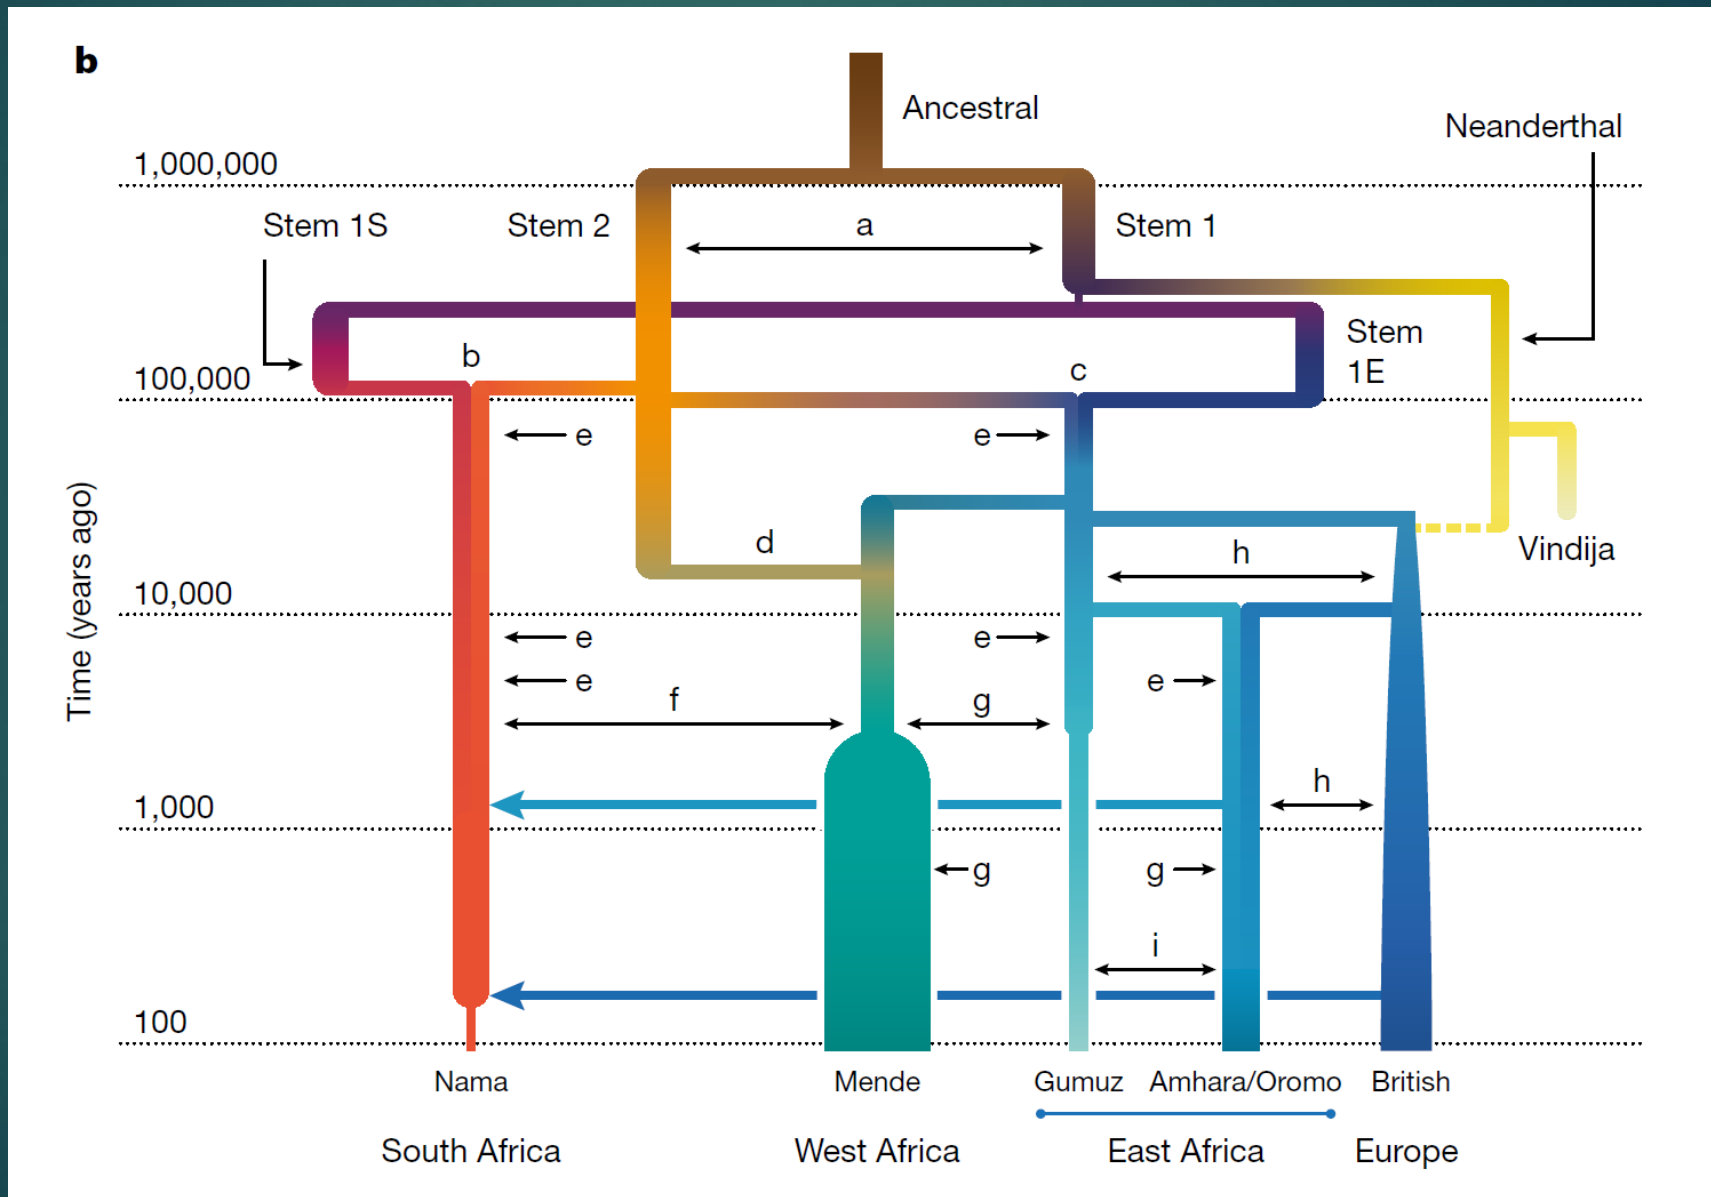 b
Ancestral
Neanderthal
1,000,000
Stem 1S
Stem 2
a
Stem 1
Stem
1E
b
c
100,000
e
e
Time (years ago)
d
h
Vindija
10,000
e
e
e
e
f
g
h
1,000
g
g
i
100
Nama
Mende
Gumuz
Amhara/Oromo
British
South Africa
West Africa
East Africa
Europe